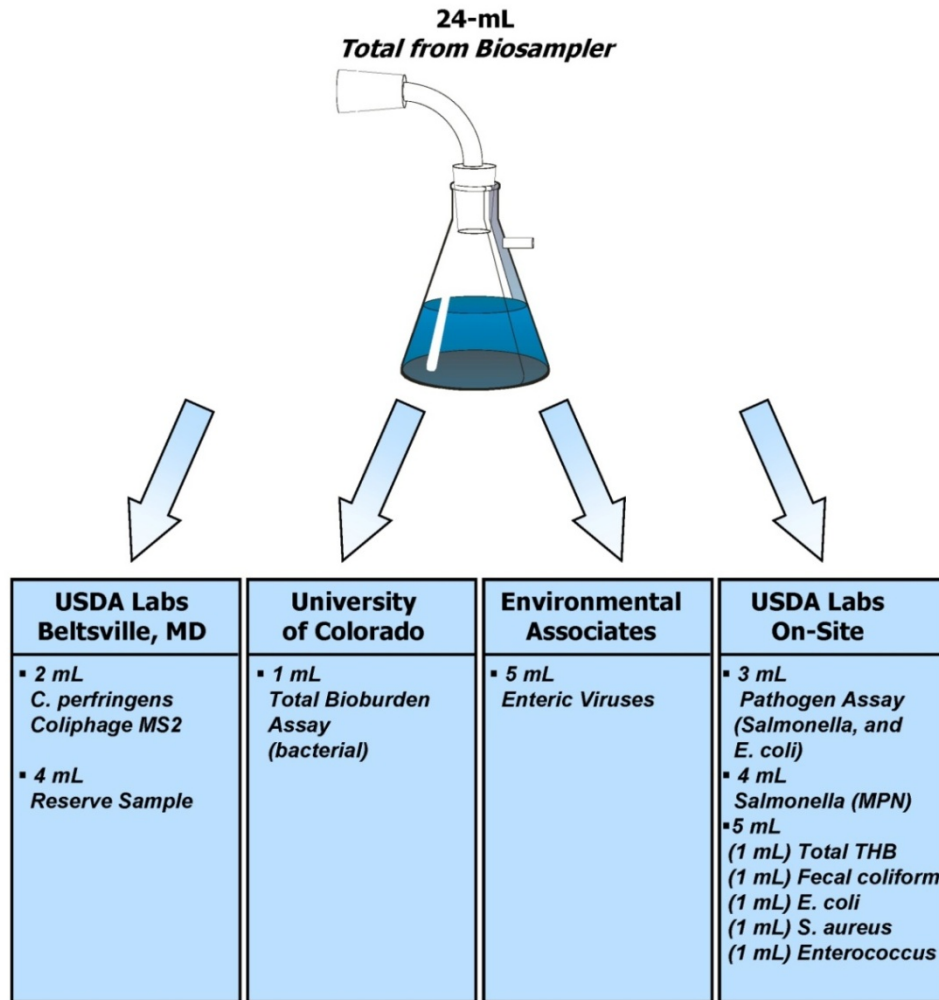 24-mL
Total from Biosampler
USDA Labs
Beltsville, MD
▪ 2 mL
C. perfringens
Coliphage MS2
▪ 4 mL
Reserve Sample
University
of Colorado
▪ 1 mL
Total Bioburden
Assay
(bacterial)
Environmental
Associates
▪ 5 mL
Enteric Viruses
USDA Labs
On-Site
▪ 3 mL
Pathogen Assay
(Salmonella, and
E. coli)
▪ 4 mL
Salmonella (MPN)
▪ 5 mL
(1 mL) Total THB
(1 mL) Fecal coliform
(1 mL) E. coli
(1 mL) S. aureus
(1 mL) Enterococcus